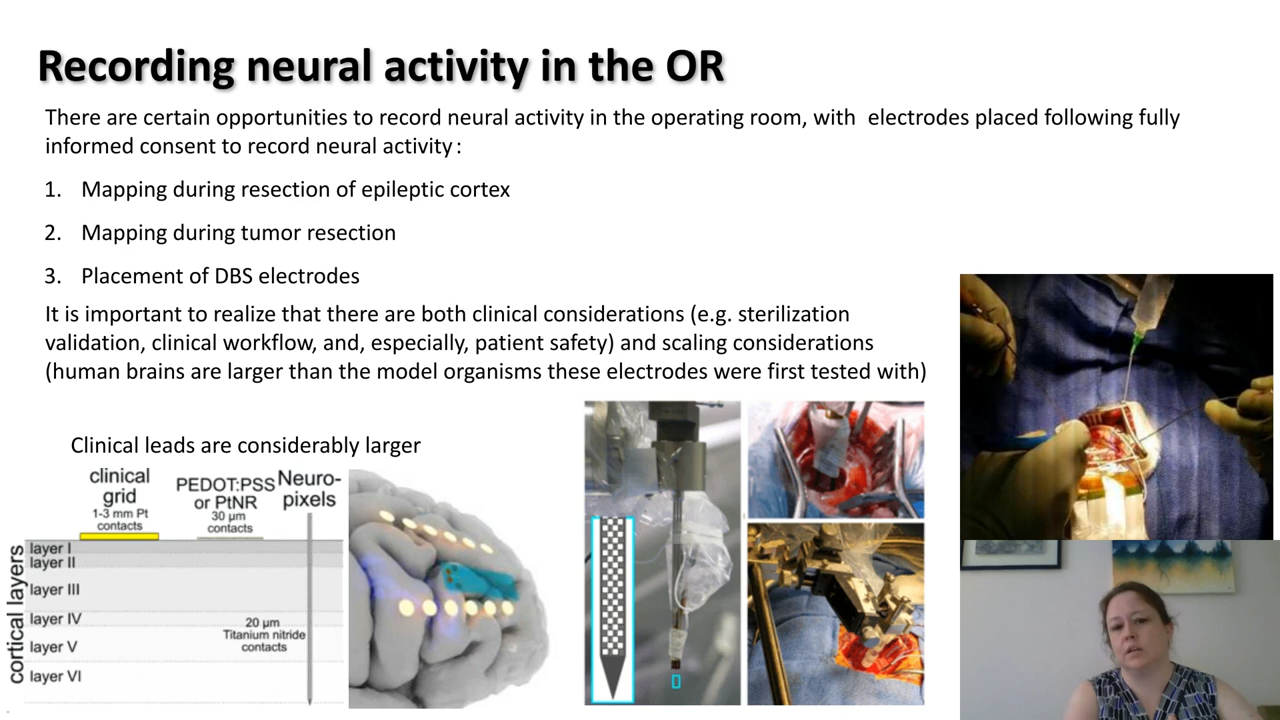 Recording neural activity in the OR
There are certain opportunities to record neural activity in the operating room, with electrodes placed following fully
informed consent to record neural activity :
1. Mapping during resection of epileptic cortex
2. Mapping during tumor resection
3. Placement of DBS electrodes
It is important to realize that there are both clinical considerations (e.g. sterilization
validation, clinical workflow, and, especially, patient safety) and scaling considerations
(human brains are larger than the model organisms these electrodes were first tested with)
Clinical leads are considerably larger
clinical
grid
1-3 mm Pt
contacts
PEDOT:PSS
or PtNR
30 µm
contacts
Neuro-
pixels
cortical layers
layer I
layer II
layer III
layer IV
layer V
layer VI
20 µm
Titanium nitride
contacts